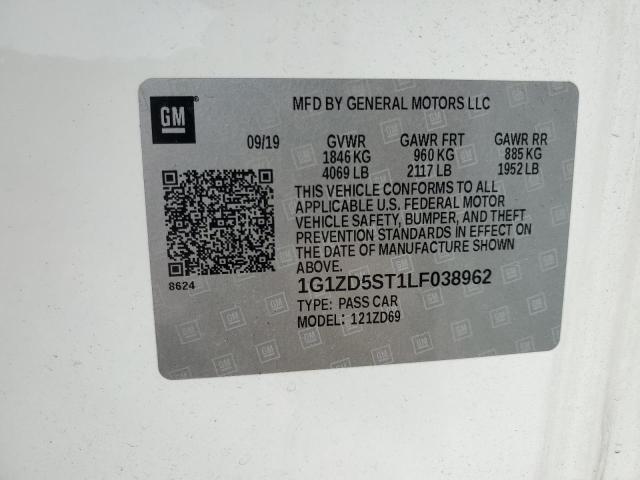 GM
MFD BY GENERAL MOTORS LLC
09/19 GVWR GAWR FRT GAWR RR
1846 KG 960 KG 885 KG
4069 LB 2117 LB 1952 LB
THIS VEHICLE CONFORMS TO ALL
APPLICABLE U.S. FEDERAL MOTOR
VEHICLE SAFETY, BUMPER, AND THEFT
PREVENTION STANDARDS IN EFFECT ON
THE DATE OF MANUFACTURE SHOWN
ABOVE.
8624
1G1ZD5ST1LF038962
TYPE: PASS CAR
MODEL: 121ZD69